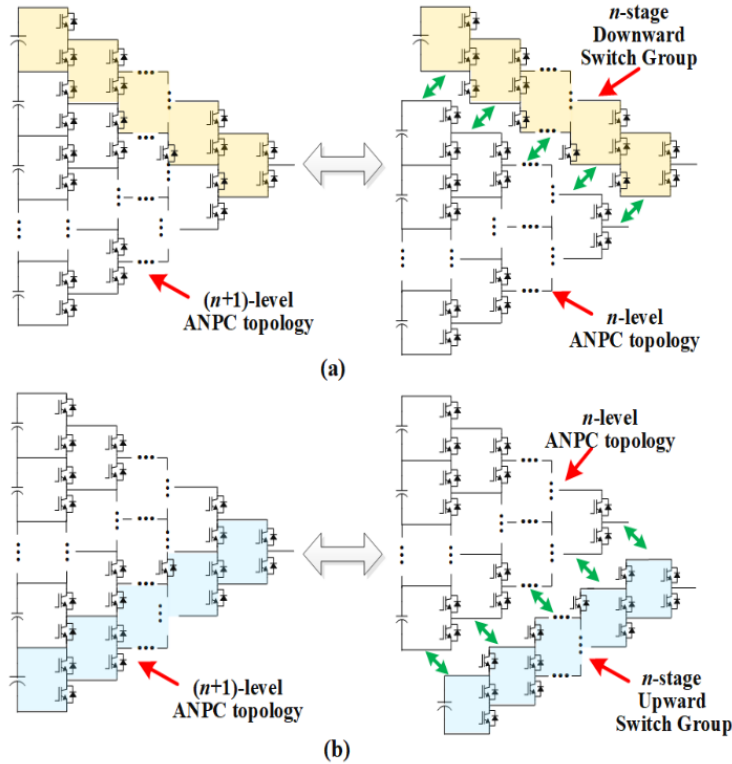 n-stage
Downward
Switch Group
(n+1)-level
ANPC topology
n-level
ANPC topology
(a)
n-level
ANPC topology
(n+1)-level
ANPC topology
n-stage
Upward
Switch Group
(b)